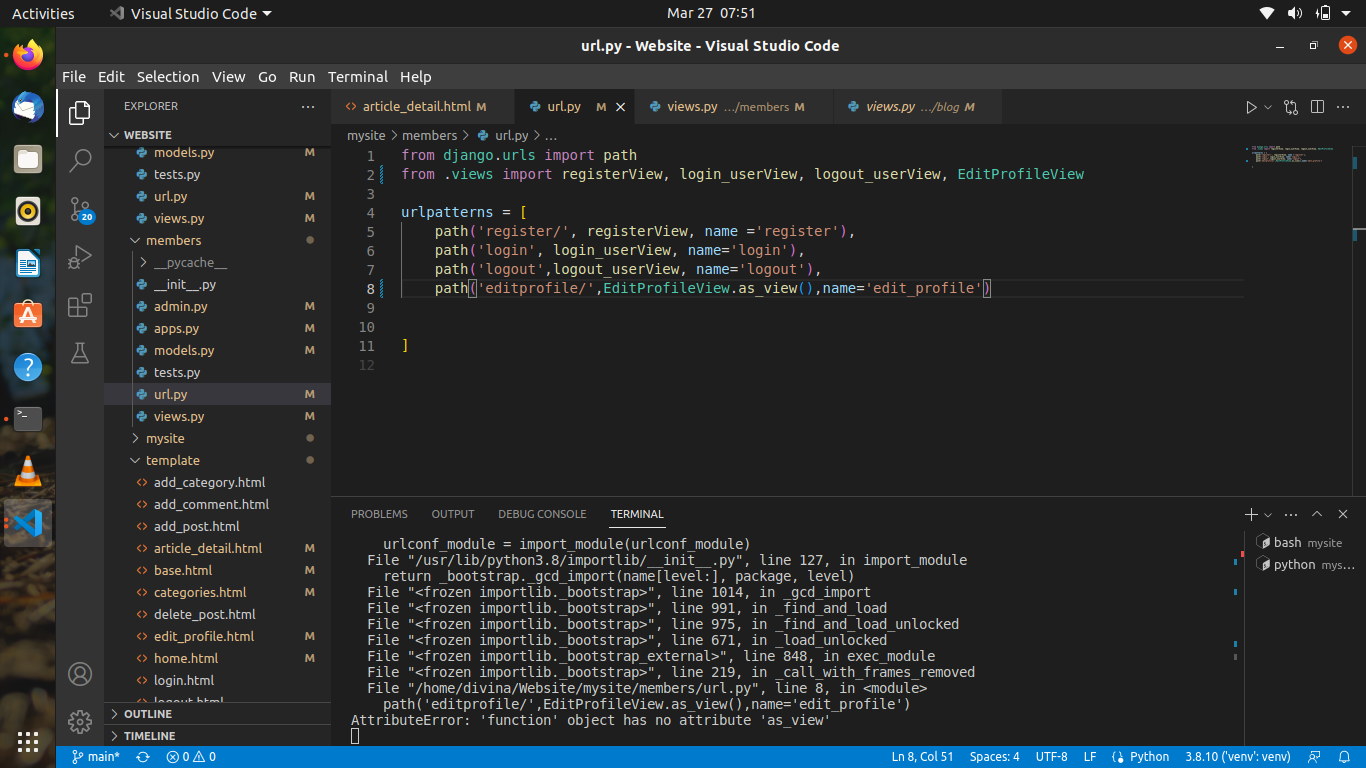 Activities
Visual Studio Code
Mar 27 07:51
url.py - Website - Visual Studio Code
File Edit Selection View Go Run Terminal Help
EXPLORER
WEBSITE
models.py M
tests.py
url.py M
views.py M
members
__pycache__
__init__.py
admin.py M
apps.py M
models.py M
tests.py
url.py M
views.py M
mysite
template
add_category.html
add_comment.html
add_post.html
article_detail.html M
base.html M
categories.html M
delete_post.html
edit_profile.html M
home.html M
login.html
logout.html
OUTLINE
TIMELINE
20
article_detail.html M
url.py M
views.py .../members M
views.py .../blog M
mysite > members > url.py > ...
1 from django.urls import path
2 from .views import registerView, login_userView, logout_userView, EditProfileView
3
4 urlpatterns = [
5 path('register/', registerView, name ='register'),
6 path('login', login_userView, name='login'),
7 path('logout',logout_userView, name='logout'),
8 path('editprofile/',EditProfileView.as_view(),name='edit_profile')
9
10
11 ]
12
PROBLEMS OUTPUT DEBUG CONSOLE TERMINAL
urlconf_module = import_module(urlconf_module)
File "/usr/lib/python3.8/importlib/__init__.py", line 127, in import_module
return _bootstrap._gcd_import(name[level:], package, level)
File "<frozen importlib._bootstrap>", line 1014, in _gcd_import
File "<frozen importlib._bootstrap>", line 991, in _find_and_load
File "<frozen importlib._bootstrap>", line 975, in _find_and_load_unlocked
File "<frozen importlib._bootstrap>", line 671, in _load_unlocked
File "<frozen importlib._bootstrap_external>", line 848, in exec_module
File "<frozen importlib._bootstrap>", line 219, in _call_with_frames_removed
File "/home/divina/Website/mysite/members/url.py", line 8, in <module>
path('editprofile/',EditProfileView.as_view(),name='edit_profile')
AttributeError: 'function' object has no attribute 'as_view'
bash mysite
python mys...
main* 0 0 Ln 8, Col 51 Spaces: 4 UTF-8 LF Python 3.8.10 ('venv': venv)